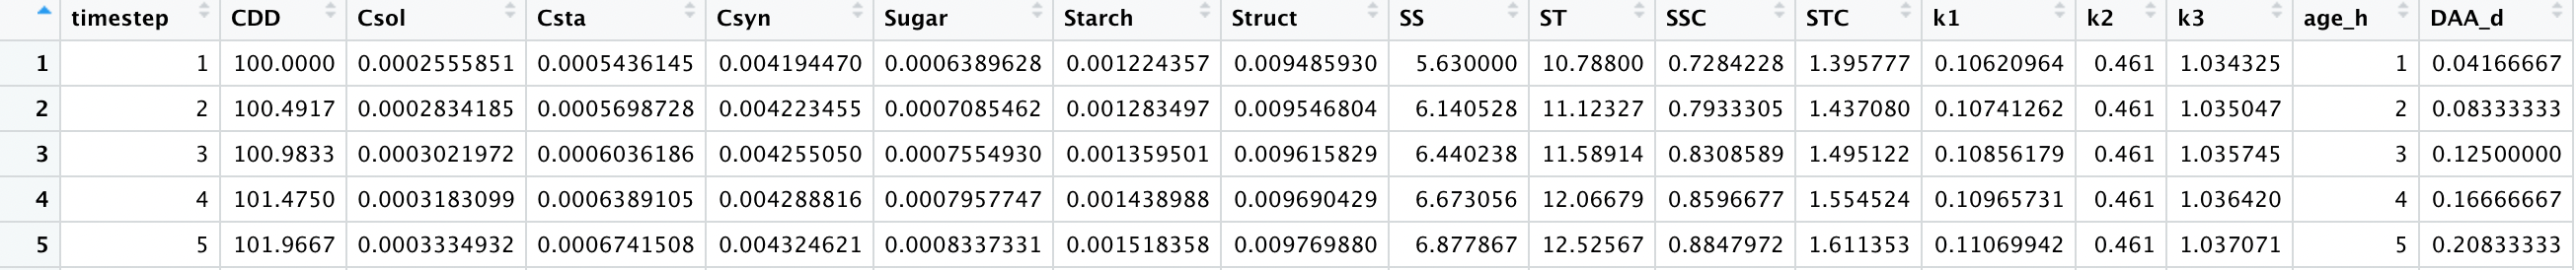 timestep CDD Csol Csta Csyn Sugar Starch Struct SS ST SSC STC k1 k2 k3 age_h DAA_d
1 1 100.0000 0.0002555851 0.0005436145 0.004194470 0.0006389628 0.001224357 0.009485930 5.630000 10.78800 0.7284228 1.395777 0.10620964 0.461 1.034325 1 0.04166667
2 2 100.4917 0.0002834185 0.0005698728 0.004223455 0.0007085462 0.001283497 0.009546804 6.140528 11.12327 0.7933305 1.437080 0.10741262 0.461 1.035047 2 0.08333333
3 3 100.9833 0.0003021972 0.0006036186 0.004255050 0.0007554930 0.001359501 0.009615829 6.440238 11.58914 0.8308589 1.495122 0.10856179 0.461 1.035745 3 0.12500000
4 4 101.4750 0.0003183099 0.0006389105 0.004288816 0.0007957747 0.001438988 0.009690429 6.673056 12.06679 0.8596677 1.554524 0.10965731 0.461 1.036420 4 0.16666667
5 5 101.9667 0.0003334932 0.0006741508 0.004324621 0.0008337331 0.001518358 0.009769880 6.877867 12.52567 0.8847972 1.611353 0.11069942 0.461 1.037071 5 0.20833333